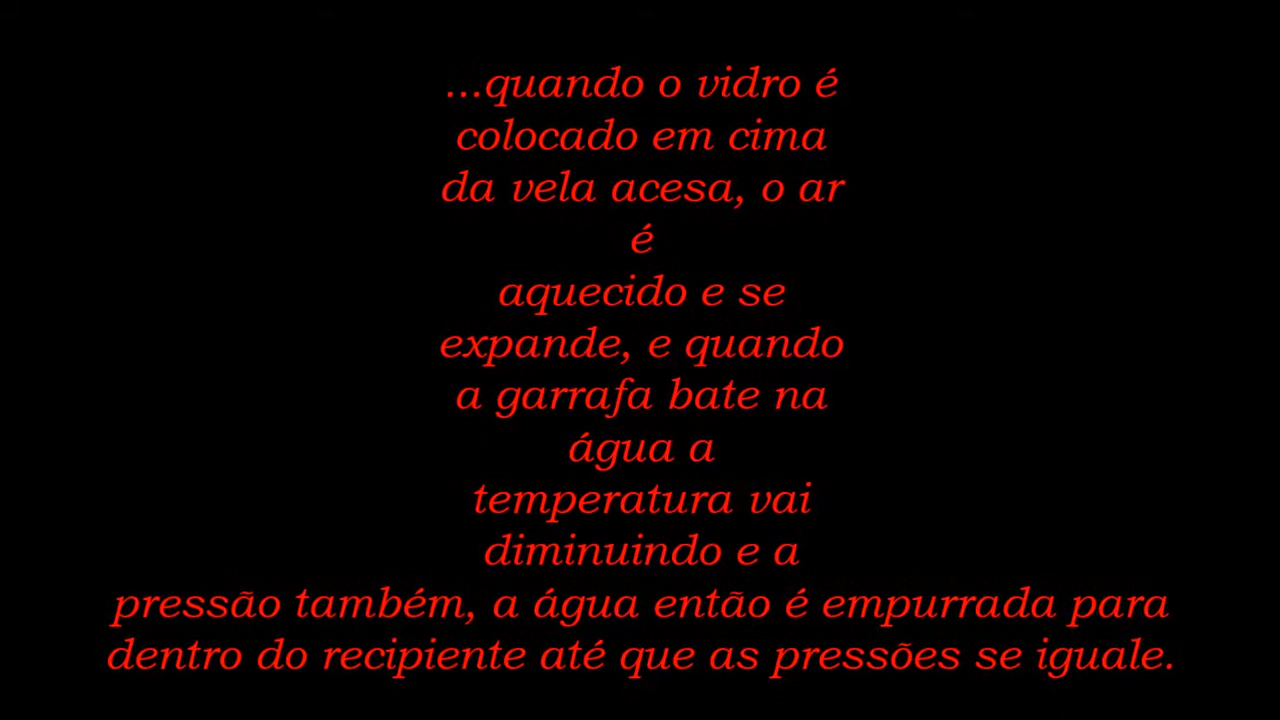 ...quando o vidro é
colocado em cima
da vela acesa, o ar
é
aquecido e se
expande, e quando
a garrafa bate na
água a
temperatura vai
diminuindo e a
pressão também, a água então é empurrada para
dentro do recipiente até que as pressões se iguale.